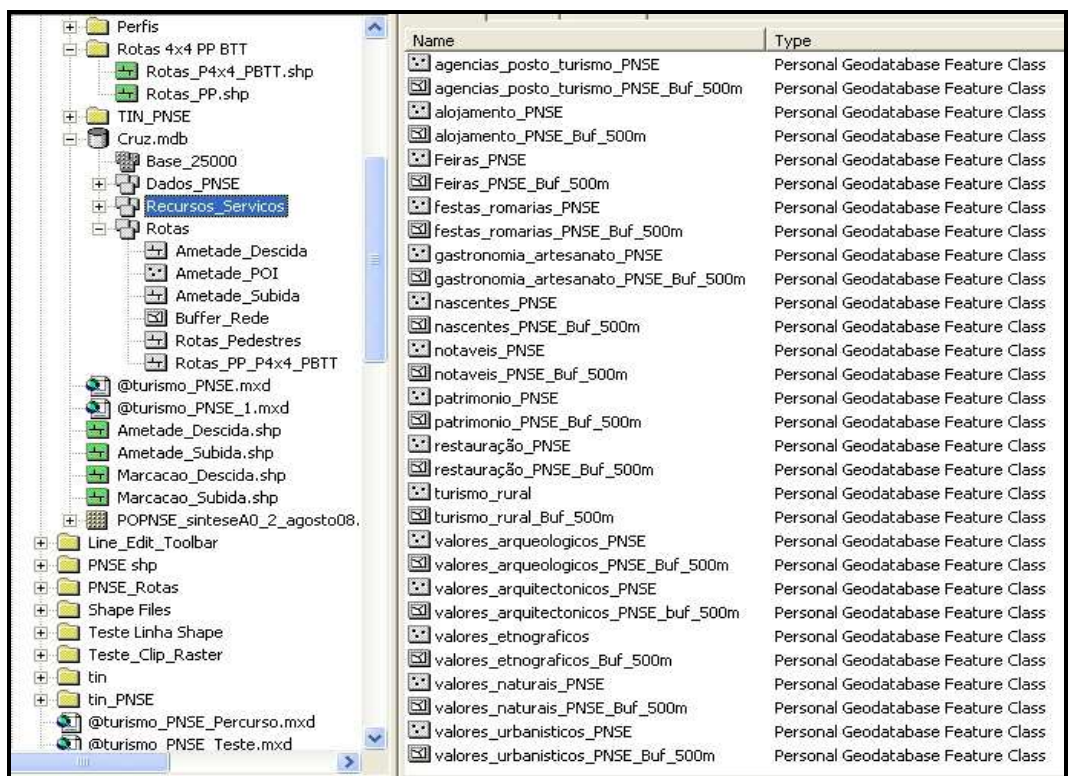 Perfis
Rotas 4x4 PP BTT
Rotas_P4x4_PBTT.shp
Rotas_PP.shp
TIN_PNSE
Cruz.mdb
Base_25000
Dados_PNSE
Recursos_Servicos
Rotas
Ametade_Descida
Ametade_POI
Ametade_Subida
Buffer_Rede
Rotas_Pedestres
Rotas_PP_P4x4_PBTT
@turismo_PNSE.mxd
@turismo_PNSE_1.mxd
Ametade_Descida.shp
Ametade_Subida.shp
Marcacao_Descida.shp
Marcacao_Subida.shp
POPNSE_sinteseA0_2_agosto08.
Line_Edit_Toolbar
PNSE shp
PNSE_Rotas
Shape Files
Teste Linha Shape
Teste_Clip_Raster
tin
tin_PNSE
@turismo_PNSE_Percurso.mxd
@turismo_PNSE_Teste.mxd
Name Type
agencias_posto_turismo_PNSE Personal Geodatabase Feature Class
agencias_posto_turismo_PNSE_Buf_500m Personal Geodatabase Feature Class
alojamento_PNSE Personal Geodatabase Feature Class
alojamento_PNSE_Buf_500m Personal Geodatabase Feature Class
Feiras_PNSE Personal Geodatabase Feature Class
Feiras_PNSE_Buf_500m Personal Geodatabase Feature Class
festas_romarias_PNSE Personal Geodatabase Feature Class
festas_romarias_PNSE_Buf_500m Personal Geodatabase Feature Class
gastronomia_artesanato_PNSE Personal Geodatabase Feature Class
gastronomia_artesanato_PNSE_Buf_500m Personal Geodatabase Feature Class
nascentes_PNSE Personal Geodatabase Feature Class
nascentes_PNSE_Buf_500m Personal Geodatabase Feature Class
notaveis_PNSE Personal Geodatabase Feature Class
notaveis_PNSE_Buf_500m Personal Geodatabase Feature Class
patrimonio_PNSE Personal Geodatabase Feature Class
patrimonio_PNSE_Buf_500m Personal Geodatabase Feature Class
restauração_PNSE Personal Geodatabase Feature Class
restauração_PNSE_Buf_500m Personal Geodatabase Feature Class
turismo_rural Personal Geodatabase Feature Class
turismo_rural_Buf_500m Personal Geodatabase Feature Class
valores_arqueologicos_PNSE Personal Geodatabase Feature Class
valores_arqueologicos_PNSE_Buf_500m Personal Geodatabase Feature Class
valores_arquitectonicos_PNSE Personal Geodatabase Feature Class
valores_arquitectonicos_PNSE_buf_500m Personal Geodatabase Feature Class
valores_etnograficos Personal Geodatabase Feature Class
valores_etnograficos_Buf_500m Personal Geodatabase Feature Class
valores_naturais_PNSE Personal Geodatabase Feature Class
valores_naturais_PNSE_Buf_500m Personal Geodatabase Feature Class
valores_urbanisticos_PNSE Personal Geodatabase Feature Class
valores_urbanisticos_PNSE_Buf_500m Personal Geodatabase Feature Class